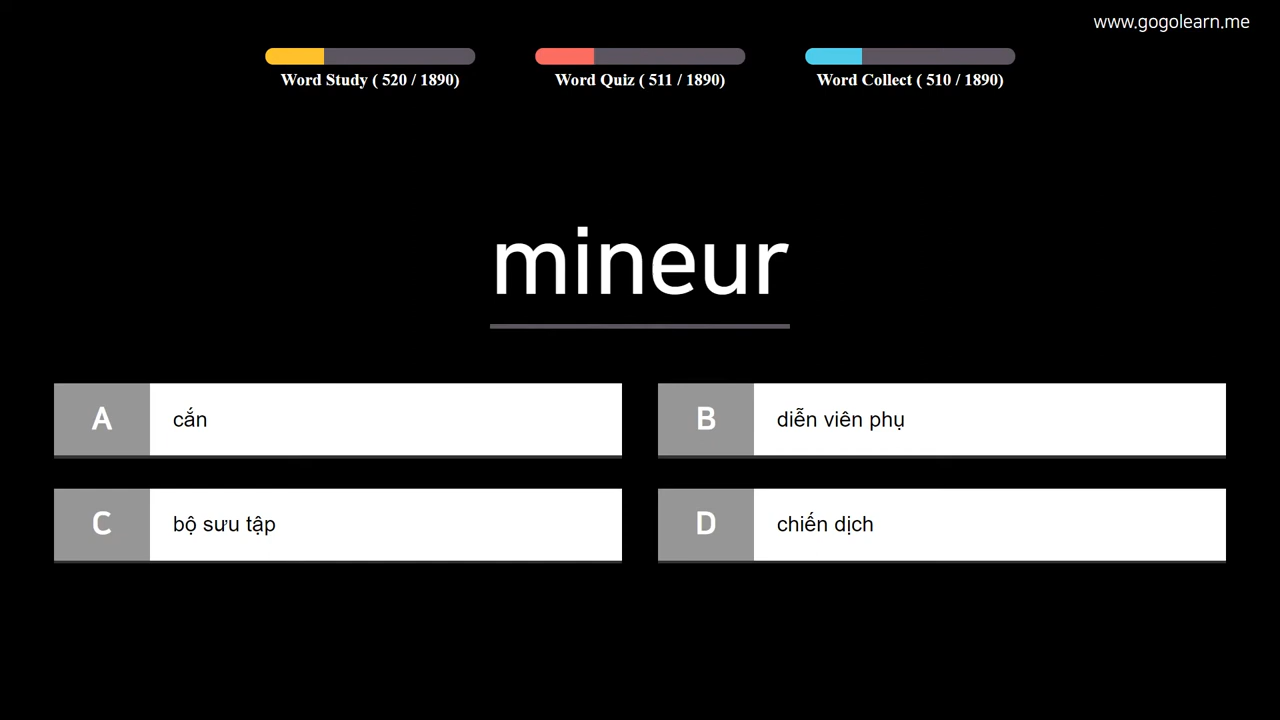 www.gogolearn.me
Word Study ( 520 / 1890)
Word Quiz ( 511 / 1890)
Word Collect ( 510 / 1890)
mineur
A cắn
B diễn viên phụ
C bộ sưu tập
D chiến dịch